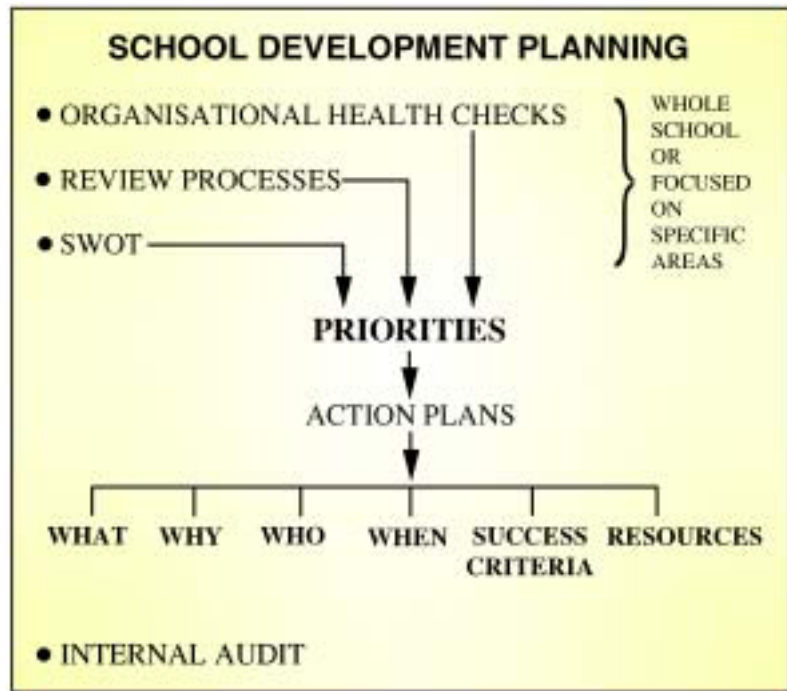 SCHOOL DEVELOPMENT PLANNING
● ORGANISATIONAL HEALTH CHECKS
● REVIEW PROCESSES
● SWOT
WHOLE
SCHOOL
OR
FOCUSED
ON
SPECIFIC
AREAS
PRIORITIES
ACTION PLANS
WHAT
WHY
WHO
WHEN
SUCCESS
CRITERIA
RESOURCES
● INTERNAL AUDIT